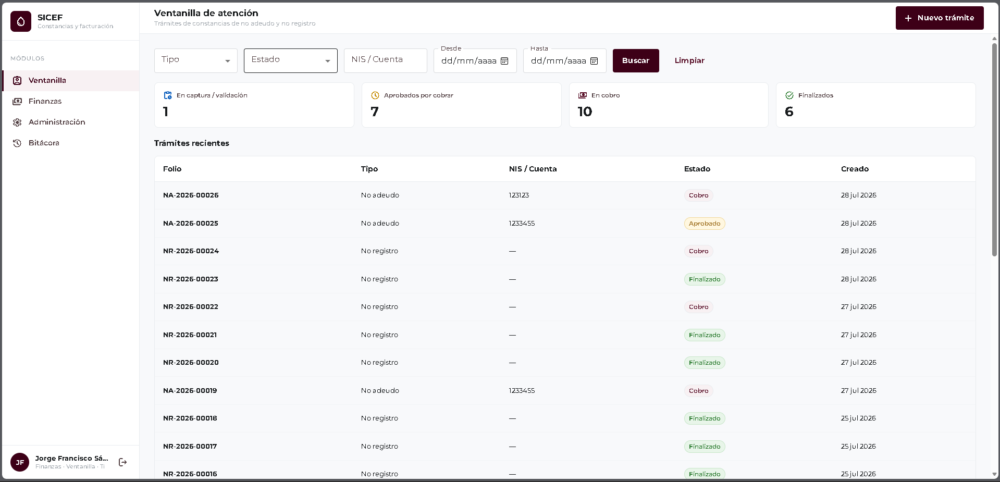 SICEF
Constancias y facturación
MÓDULOS
Ventanilla
Finanzas
Administración
Bitácora
JF
Jorge Francisco Sá...
Finanzas · Ventanilla · TI
Ventanilla de atención
Trámites de constancias de no adeudo y no registro
+ Nuevo trámite
Tipo
Estado
NIS / Cuenta
Desde
dd/mm/aaaa
Hasta
dd/mm/aaaa
Buscar
Limpiar
En captura / validación
1
Aprobados por cobrar
7
En cobro
10
Finalizados
6
Trámites recientes
Folio Tipo NIS / Cuenta Estado Creado
NA-2026-00026 No adeudo 123123 Cobro 28 jul 2026
NA-2026-00025 No adeudo 1233455 Aprobado 28 jul 2026
NR-2026-00024 No registro — Cobro 28 jul 2026
NR-2026-00023 No registro — Finalizado 28 jul 2026
NR-2026-00022 No registro — Cobro 27 jul 2026
NR-2026-00021 No registro — Finalizado 27 jul 2026
NR-2026-00020 No registro — Finalizado 27 jul 2026
NA-2026-00019 No adeudo 1233455 Cobro 27 jul 2026
NR-2026-00018 No registro — Finalizado 25 jul 2026
NR-2026-00017 No registro — Finalizado 25 jul 2026
NR-2026-00016 No registro — Finalizado 25 jul 2026